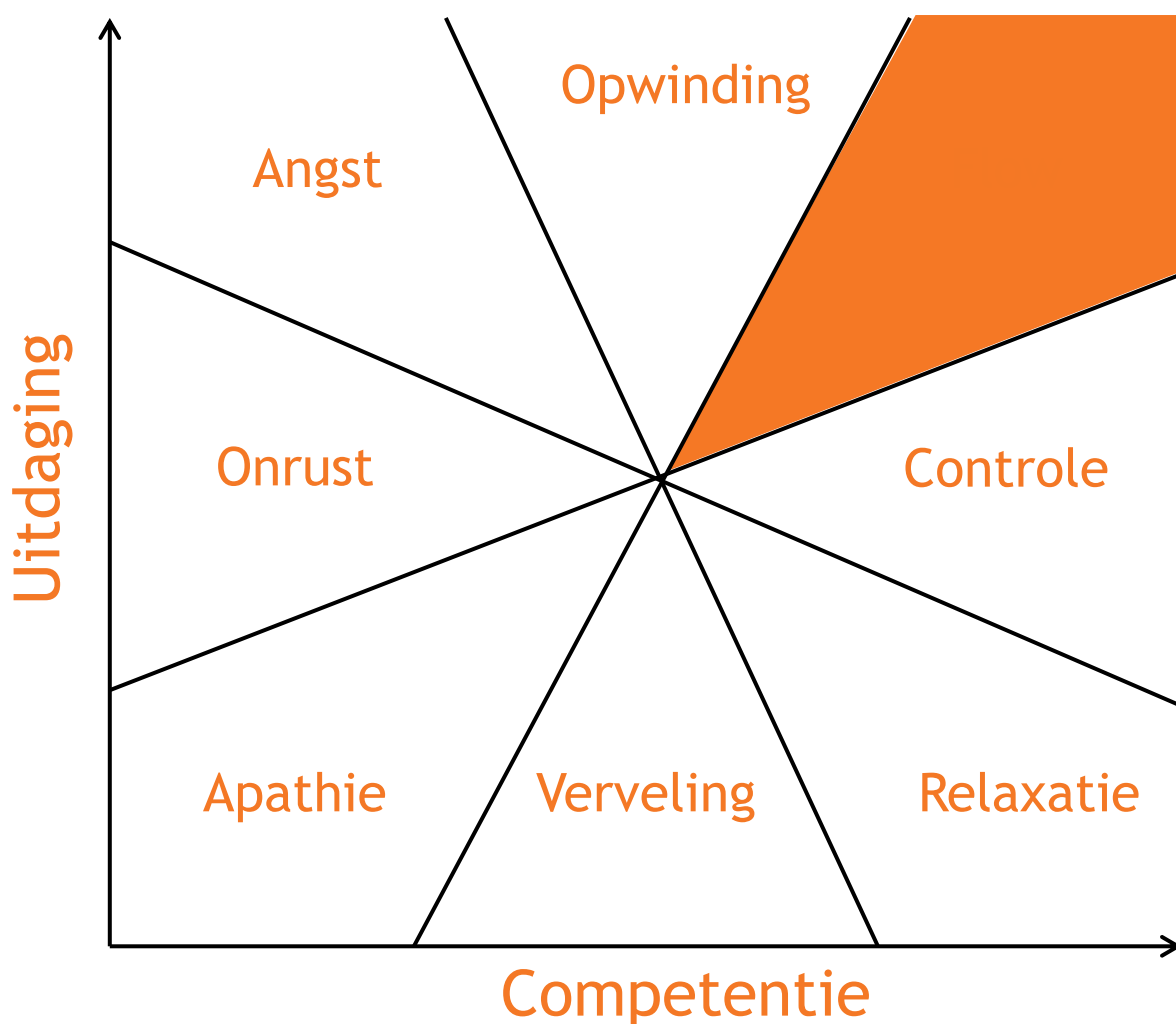 Opwinding
Angst
Uitdaging
Onrust
Controle
Apathie
Verveling
Relaxatie
Competentie